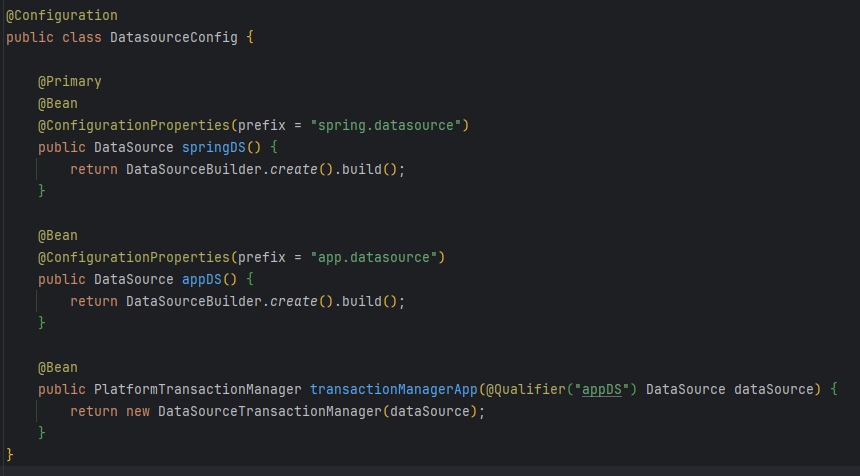 @Configuration
public class DatasourceConfig {
@Primary
@Bean
@ConfigurationProperties(prefix = "spring.datasource")
public DataSource springDS() {
return DataSourceBuilder.create().build();
}
@Bean
@ConfigurationProperties(prefix = "app.datasource")
public DataSource appDS() {
return DataSourceBuilder.create().build();
}
@Bean
public PlatformTransactionManager transactionManagerApp(@Qualifier("appDS") DataSource dataSource) {
return new DataSourceTransactionManager(dataSource);
}
}